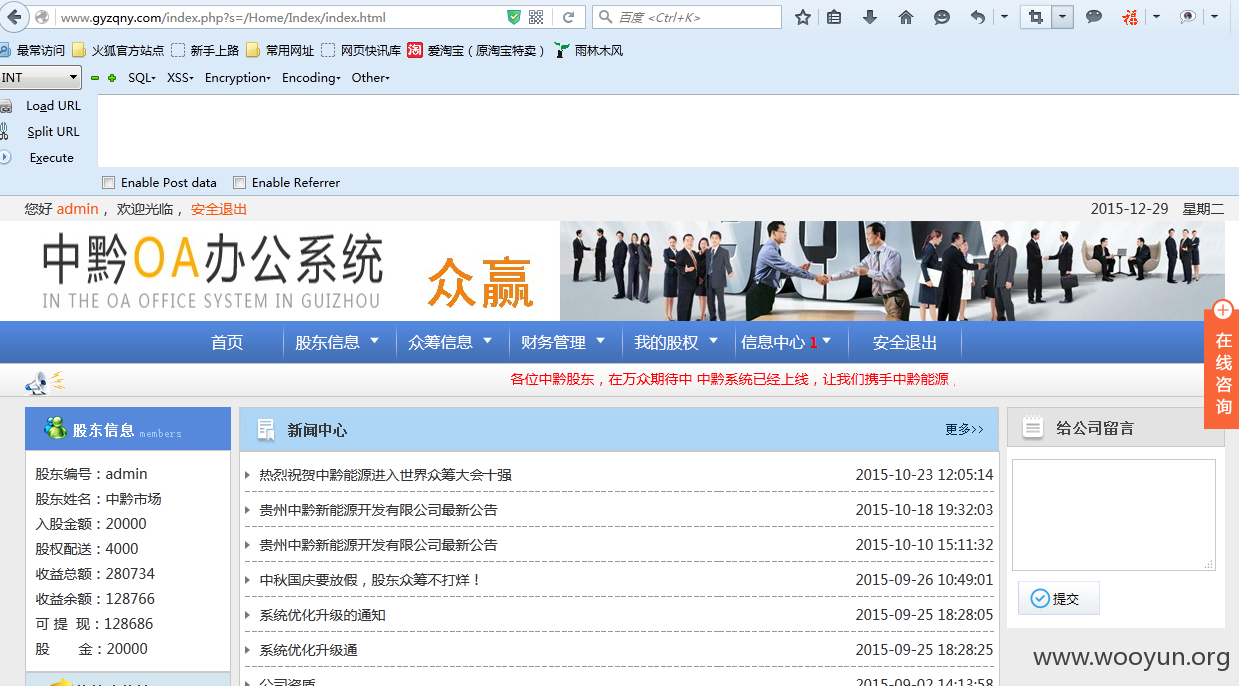 www.gyzqny.com/index.php?s=/Home/Index/index.html
百度 <Ctrl+K>
最常访问 火狐官方站点 新手上路 常用网址 网页快讯库 淘 爱淘宝（原淘宝特卖） 雨林木风
INT SQL XSS Encryption Encoding Other
Load URL
Split URL
Execute
Enable Post data Enable Referrer
您好 admin ， 欢迎光临， 安全退出 2015-12-29 星期二
中黔OA办公系统 众赢
IN THE OA OFFICE SYSTEM IN GUIZHOU
首页 股东信息 众筹信息 财务管理 我的股权 信息中心 1 安全退出
各位中黔股东，在万众期待中 中黔系统已经上线，让我们携手中黔能源
在线咨询
股东信息 members
股东编号：admin
股东姓名：中黔市场
入股金额：20000
股权配送：4000
收益总额：280734
收益余额：128766
可 提 现：128686
股 金：20000
新闻中心 更多>>
热烈祝贺中黔能源进入世界众筹大会十强 2015-10-23 12:05:14
贵州中黔新能源开发有限公司最新公告 2015-10-18 19:32:03
贵州中黔新能源开发有限公司最新公告 2015-10-10 15:11:32
中秋国庆要放假，股东众筹不打烊！ 2015-09-26 10:49:01
系统优化升级的通知 2015-09-25 18:28:05
系统优化升级通 2015-09-25 18:28:25
公司资质 2015-09-02 14:13:58
给公司留言
提交
www.wooyun.org